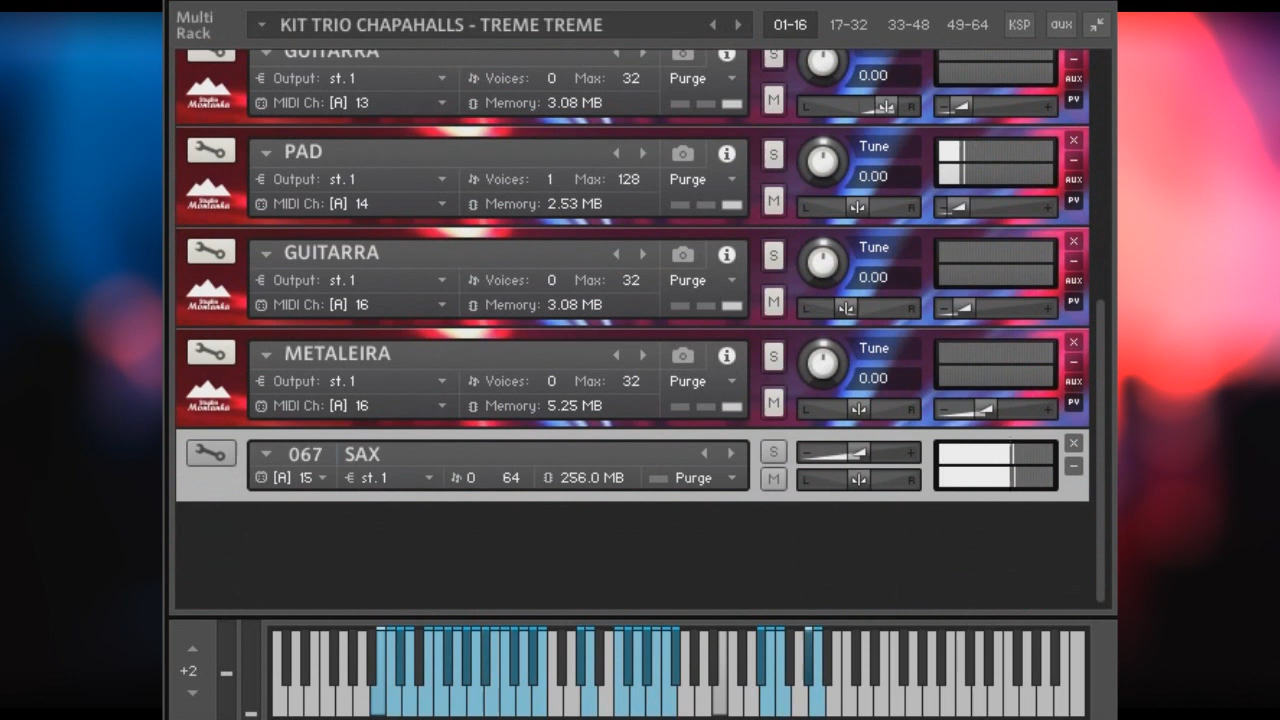 Multi Rack
KIT TRIO CHAPAHALLS - TREME TREME
01-16 17-32 33-48 49-64 KSP aux
GUITARRA
Output: st.1 Voices: 0 Max: 32 Purge
MIDI Ch: [A] 13 Memory: 3.08 MB
S M 0.00 L R - + AUX PV
PAD
Output: st.1 Voices: 1 Max: 128 Purge
MIDI Ch: [A] 14 Memory: 2.53 MB
S M Tune 0.00 L R - + AUX PV
GUITARRA
Output: st.1 Voices: 0 Max: 32 Purge
MIDI Ch: [A] 16 Memory: 3.08 MB
S M Tune 0.00 L R - + AUX PV
METALEIRA
Output: st.1 Voices: 0 Max: 32 Purge
MIDI Ch: [A] 16 Memory: 5.25 MB
S M Tune 0.00 L R - + AUX PV
067 SAX
[A] 15 st.1 0 64 256.0 MB Purge
S M - + L R
+2